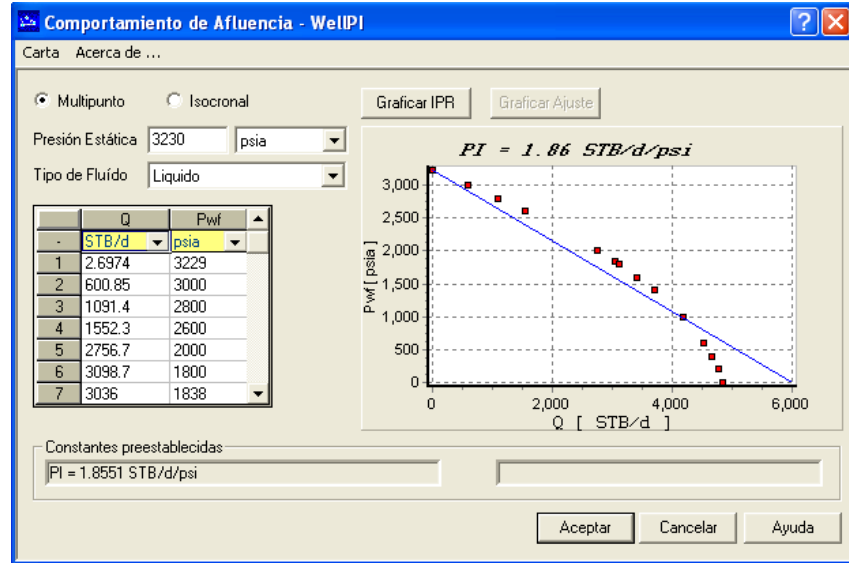 Comportamiento de Afluencia - WellPI
Carta Acerca de ...
Multipunto Isocronal
Graficar IPR Graficar Ajuste
Presión Estática 3230 psia
Tipo de Fluído Liquido
Q Pwf
- STB/d psia
1 2.6974 3229
2 600.85 3000
3 1091.4 2800
4 1552.3 2600
5 2756.7 2000
6 3098.7 1800
7 3036 1838
PI = 1.86 STB/d/psi
3,000
2,500
2,000
1,500
1,000
500
0
Pwf [ psia ]
0 2,000 4,000 6,000
Q [ STB/d ]
Constantes preestablecidas
PI = 1.8551 STB/d/psi
Aceptar Cancelar Ayuda